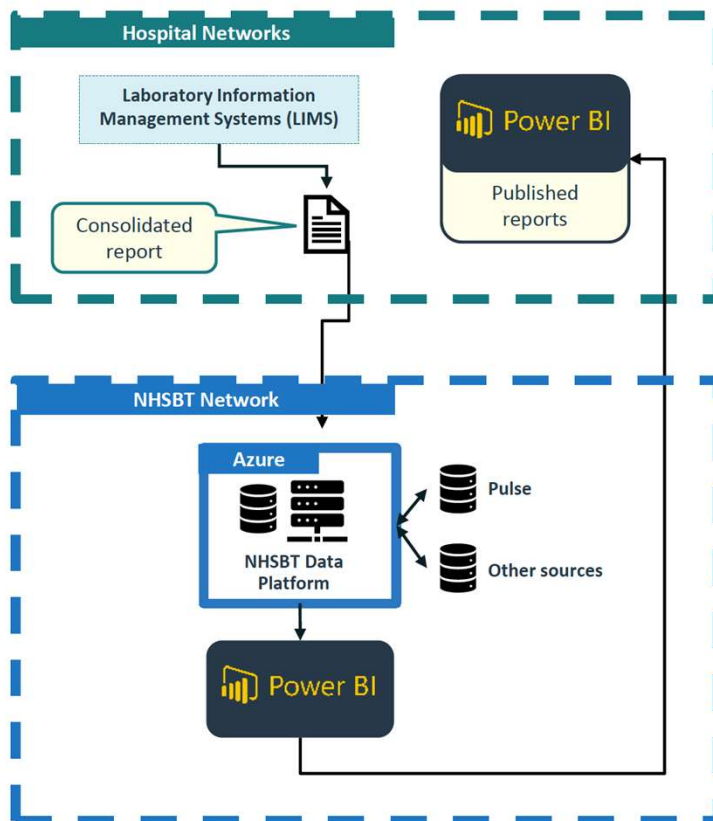 Hospital Networks
Laboratory Information
Management Systems (LIMS)
Power BI
Published
reports
Consolidated
report
NHSBT Network
Azure
NHSBT Data
Platform
Pulse
Other sources
Power BI